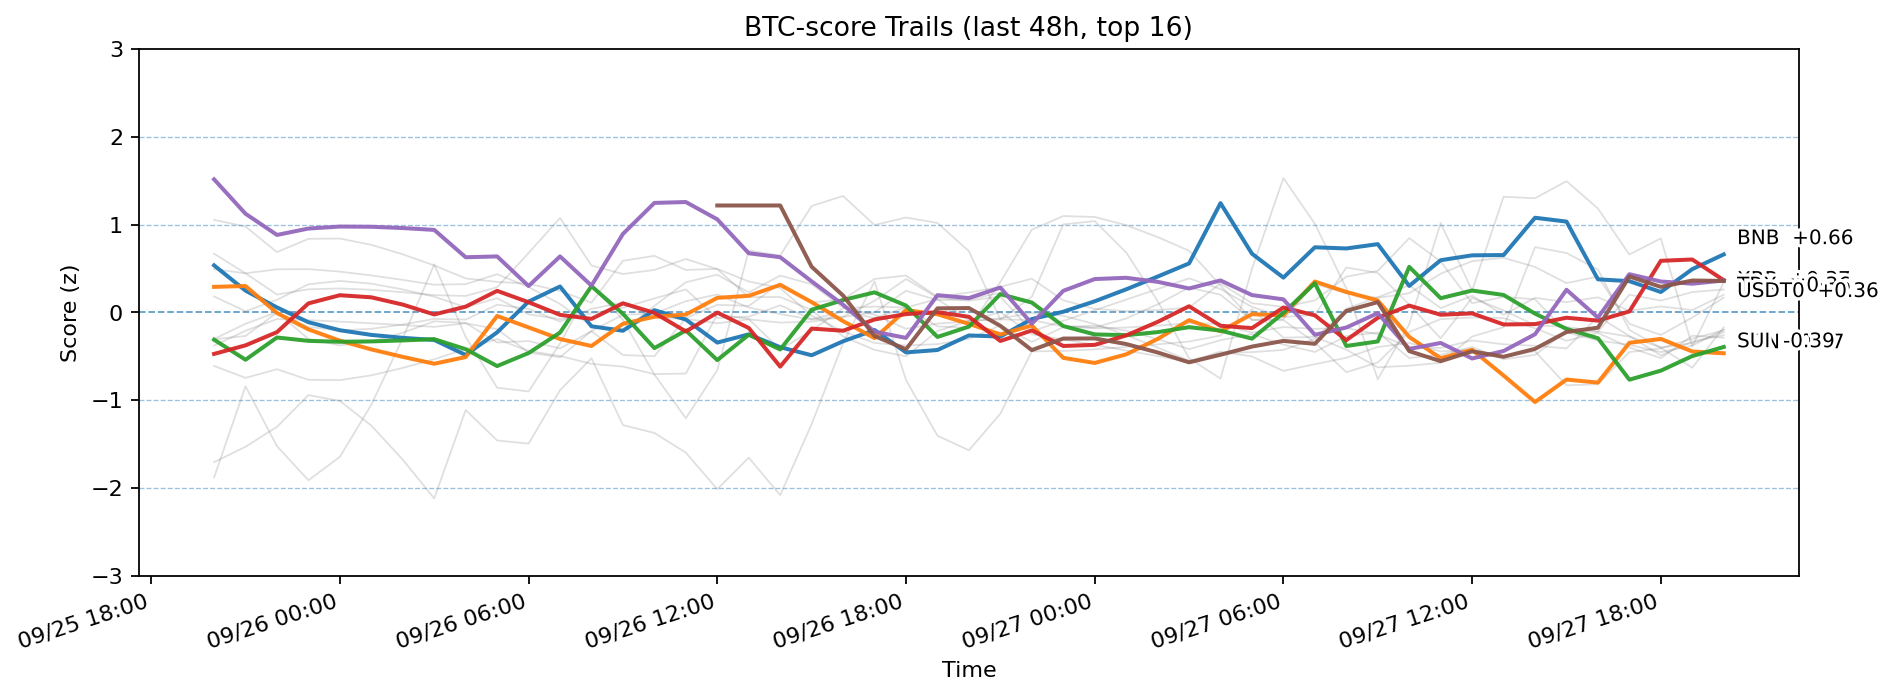 BTC-score Trails (last 48h, top 16)
Score (z)
3
2
1
0
−1
−2
−3
BNB +0.66
USDT0 +0.36
SUN
09/25 18:00
09/26 00:00
09/26 06:00
09/26 12:00
09/26 18:00
09/27 00:00
09/27 06:00
09/27 12:00
09/27 18:00
Time